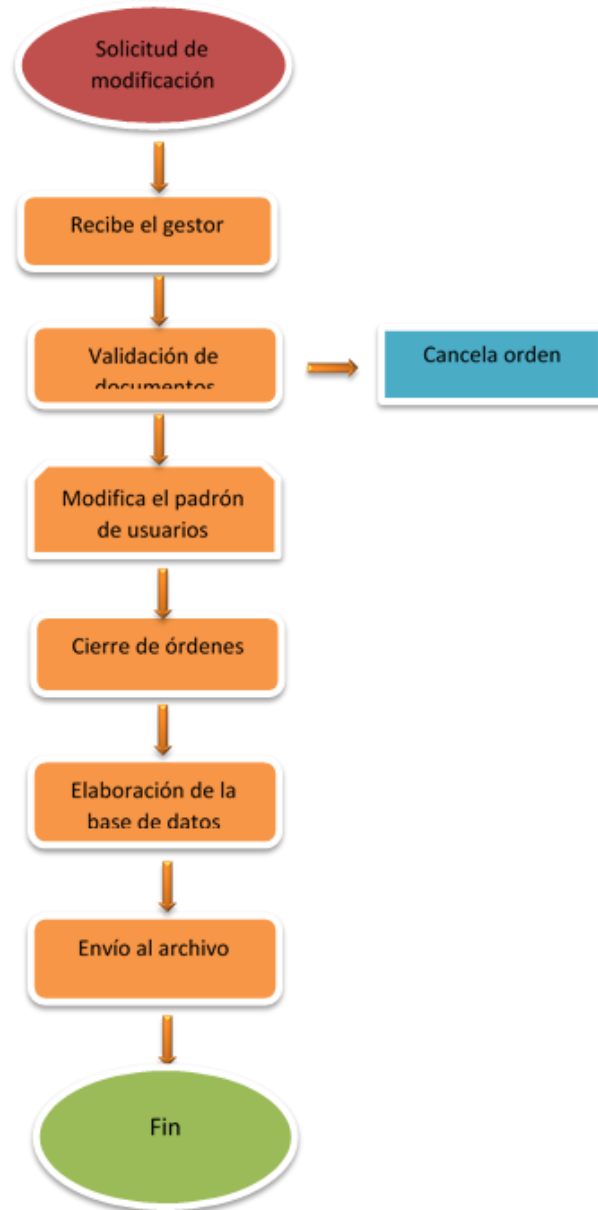 Solicitud de
modificación
Recibe el gestor
Validación de
documentos
Cancela orden
Modifica el padrón
de usuarios
Cierre de órdenes
Elaboración de la
base de datos
Envío al archivo
Fin